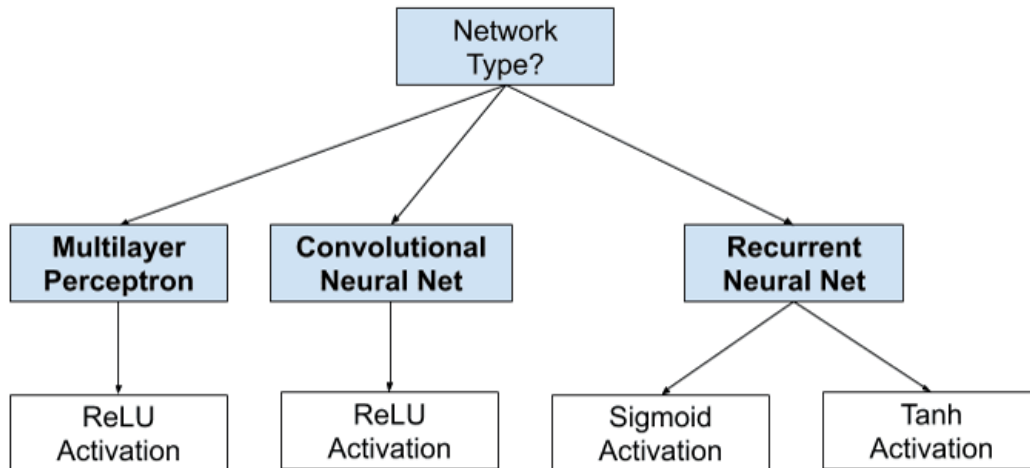 Network
Type?
Multilayer
Perceptron
Convolutional
Neural Net
Recurrent
Neural Net
ReLU
Activation
ReLU
Activation
Sigmoid
Activation
Tanh
Activation